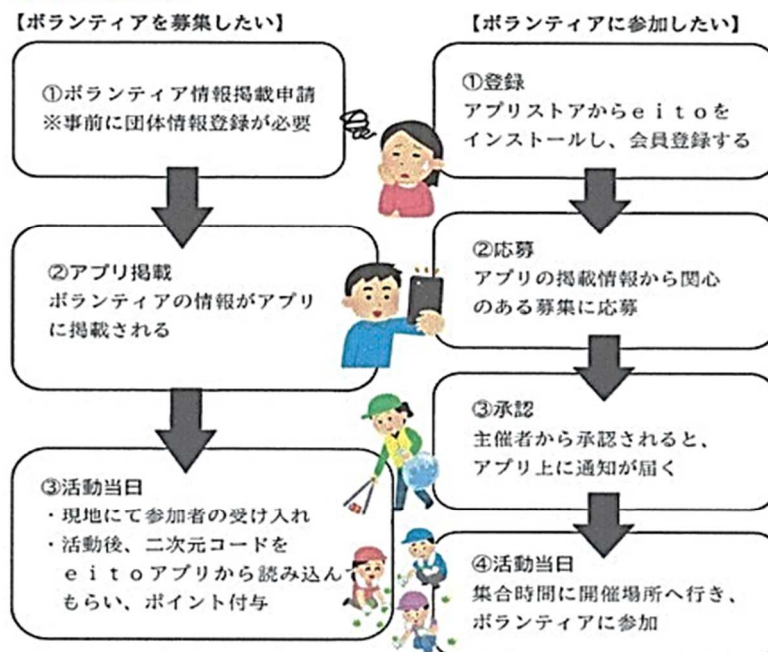 【ボランティアを募集したい】
①ボランティア情報掲載申請
※事前に団体情報登録が必要
②アプリ掲載
ボランティアの情報がアプリ
に掲載される
③活動当日
・現地にて参加者の受け入れ
・活動後、二次元コードを
eitoアプリから読み込んで
もらい、ポイント付与
【ボランティアに参加したい】
①登録
アプリストアからeitoを
インストールし、会員登録する
②応募
アプリの掲載情報から関心
のある募集に応募
③承認
主催者から承認されると、
アプリ上に通知が届く
④活動当日
集合時間に開催場所へ行き、
ボランティアに参加